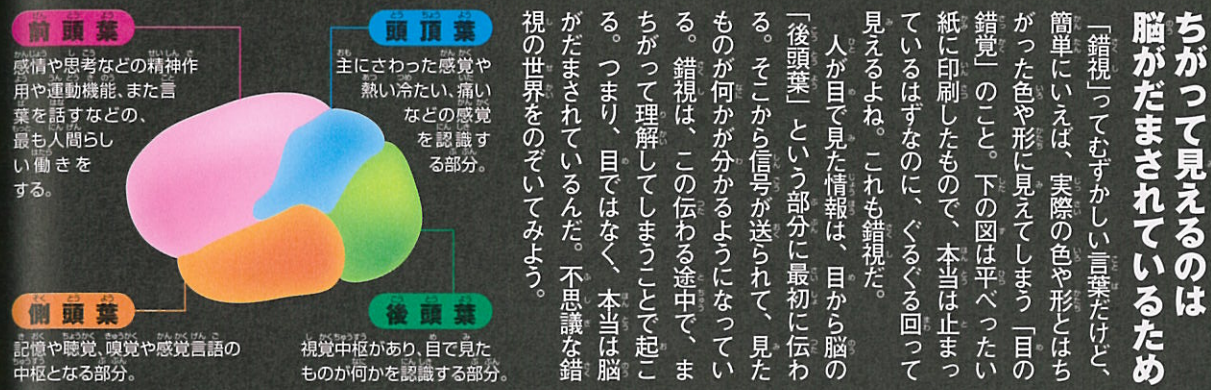 ちがって見えるのは
脳がだまされているため
「錯視」ってむずかしい言葉だけど、
簡単にいえば、実際の色や形とはち
がった色や形に見えてしまう「目の
錯覚」のこと。下の図は平べったい
紙に印刷したもので、本当は止まっ
ているはずなのに、ぐるぐる回って
見えるよね。これも錯視だ。
人が目で見た情報は、目から脳の
「後頭葉」という部分に最初に伝わ
る。そこから信号が送られて、見た
ものが何かが分かるようになってい
る。錯視は、この伝わる途中で、ま
ちがって理解してしまうことで起こ
る。つまり、目ではなく、本当は脳
がだまされているんだ。不思議な錯
視の世界をのぞいてみよう。
前頭葉
感情や思考などの精神作
用や運動機能、また言
葉を話すなどの、
最も人間らし
い働きを
する。
頭頂葉
主にさわった感覚や
熱い冷たい、痛い
などの感覚
を認識す
る部分。
側頭葉
記憶や聴覚、嗅覚や感覚言語の
中枢となる部分。
後頭葉
視覚中枢があり、目で見た
ものが何かを認識する部分。